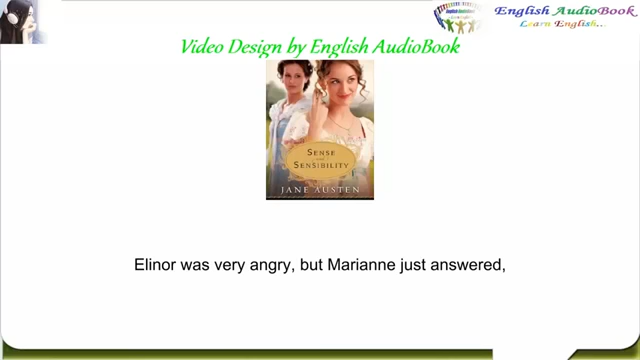 English AudioBook
Learn English...
Video Design by English AudioBook
SENSE
and
SENSIBILITY
JANE AUSTEN
Elinor was very angry, but Marianne just answered,